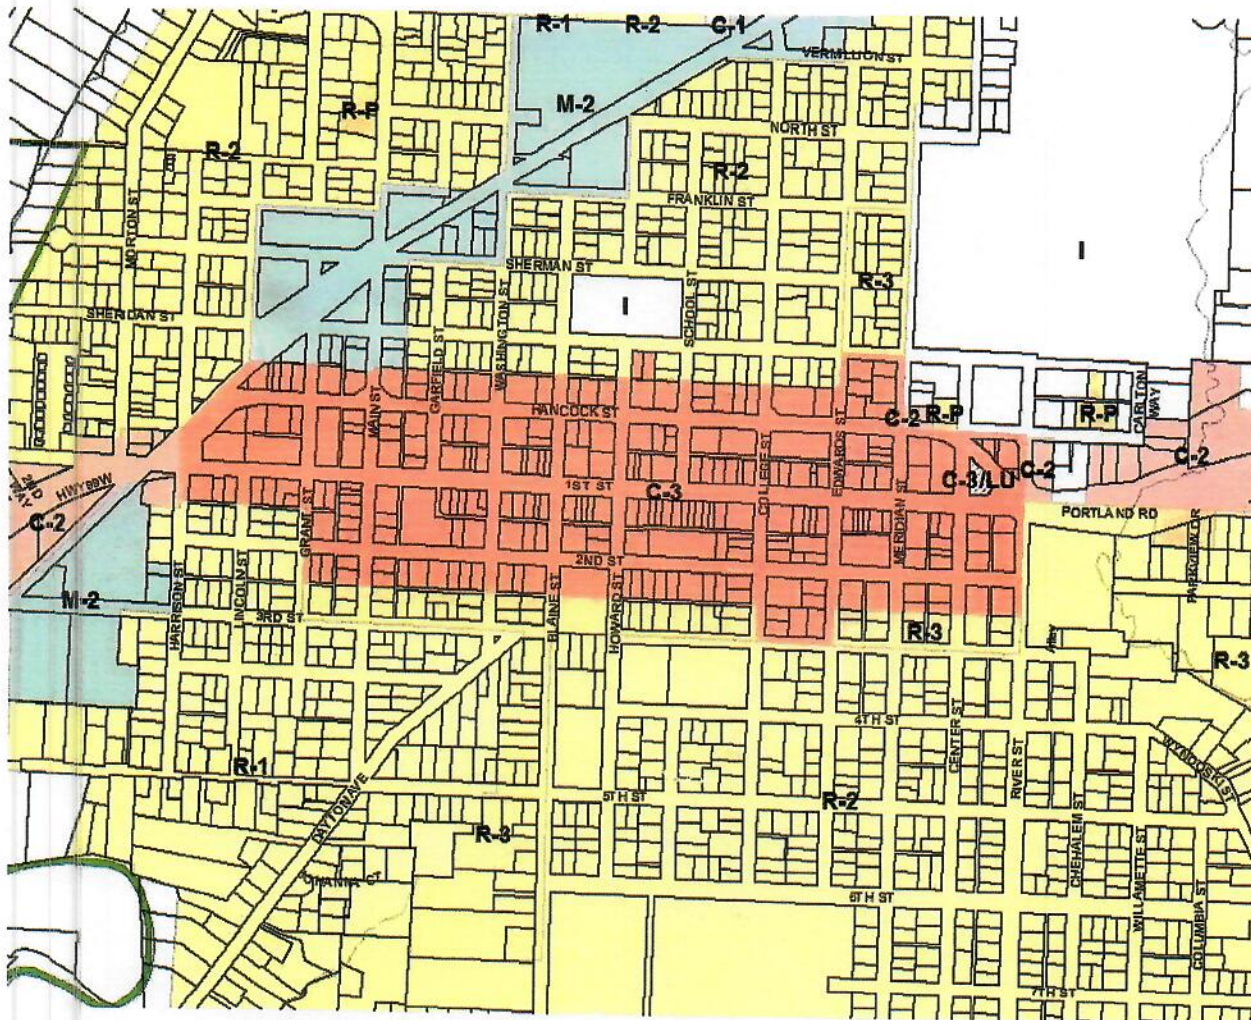 R-1 R-2 C-1
VERMILLION ST
M-2
R-P
NORTH ST
R-2
R-2
FRANKLIN ST
MORTON ST
I
SHERMAN ST
R-3
I
SCHOOL ST
WASHINGTON ST
SHERIDAN ST
GARFIELD ST
MAIN ST
CARLTON
WAY
HANCOCK ST
EDWARDS ST
C-2 R-P
R-P
COLLEGE ST
C-2
C-2
2ND
WAY
HWY 99W
1ST ST
C-3
C-3/LU
C-2
GRANT ST
MERIDIAN ST
PORTLAND RD
PARKVIEW DR
2ND ST
M-2
HARRISON ST
LINCOLN ST
BLAINE ST
HOWARD ST
3RD ST
R-3
Alley
R-3
4TH ST
CENTER ST
RIVER ST
WYNOOSKI ST
R-1
DAYTON AVE
5TH ST
R-2
R-3
CHEHALEM ST
WILLAMETTE ST
COLUMBIA ST
6TH ST
7TH ST